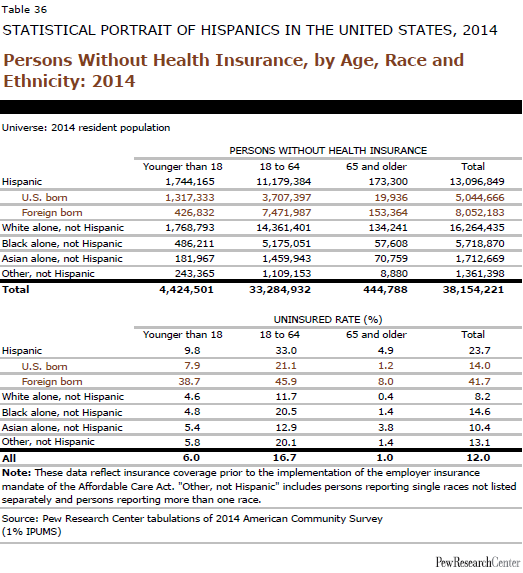 Table 36
STATISTICAL PORTRAIT OF HISPANICS IN THE UNITED STATES, 2014
Persons Without Health Insurance, by Age, Race and
Ethnicity: 2014
Universe: 2014 resident population
PERSONS WITHOUT HEALTH INSURANCE
Younger than 18 18 to 64 65 and older Total
Hispanic 1,744,165 11,179,384 173,300 13,096,849
U.S. born 1,317,333 3,707,397 19,936 5,044,666
Foreign born 426,832 7,471,987 153,364 8,052,183
White alone, not Hispanic 1,768,793 14,361,401 134,241 16,264,435
Black alone, not Hispanic 486,211 5,175,051 57,608 5,718,870
Asian alone, not Hispanic 181,967 1,459,943 70,759 1,712,669
Other, not Hispanic 243,365 1,109,153 8,880 1,361,398
Total 4,424,501 33,284,932 444,788 38,154,221
UNINSURED RATE (%)
Younger than 18 18 to 64 65 and older Total
Hispanic 9.8 33.0 4.9 23.7
U.S. born 7.9 21.1 1.2 14.0
Foreign born 38.7 45.9 8.0 41.7
White alone, not Hispanic 4.6 11.7 0.4 8.2
Black alone, not Hispanic 4.8 20.5 1.4 14.6
Asian alone, not Hispanic 5.4 12.9 3.8 10.4
Other, not Hispanic 5.8 20.1 1.4 13.1
All 6.0 16.7 1.0 12.0
Note: These data reflect insurance coverage prior to the implementation of the employer insurance
mandate of the Affordable Care Act. "Other, not Hispanic" includes persons reporting single races not listed
separately and persons reporting more than one race.
Source: Pew Research Center tabulations of 2014 American Community Survey
(1% IPUMS)
PewResearchCenter